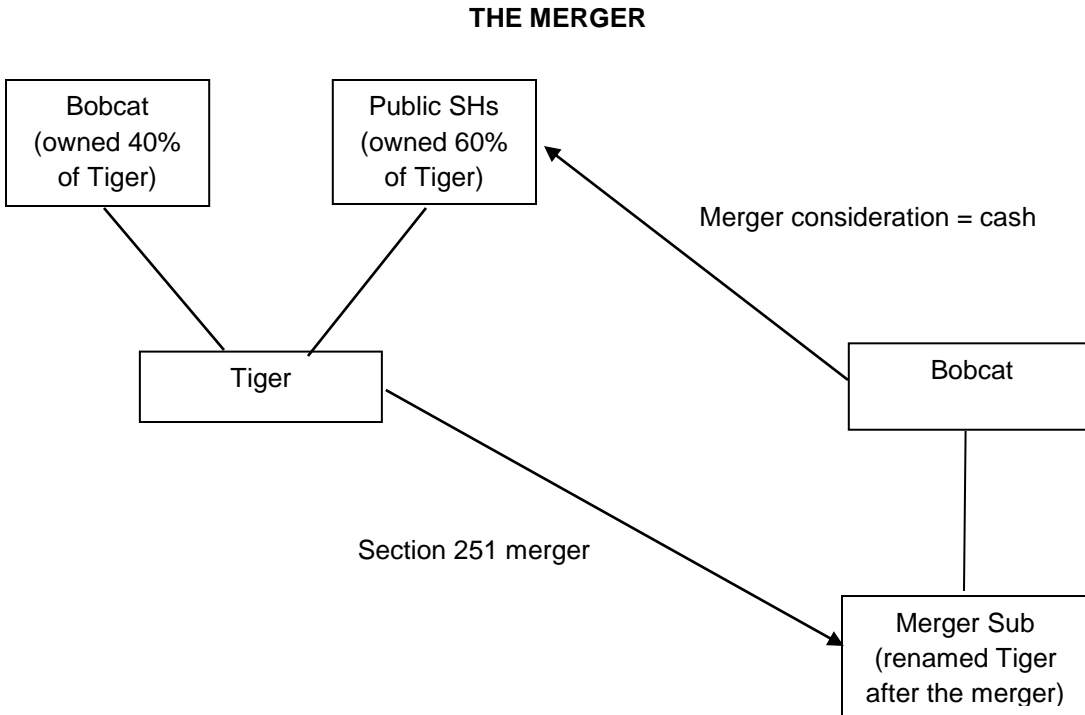 THE MERGER
Bobcat
(owned 40%
of Tiger)
Public SHs
(owned 60%
of Tiger)
Merger consideration = cash
Tiger
Bobcat
Section 251 merger
Merger Sub
(renamed Tiger
after the merger)